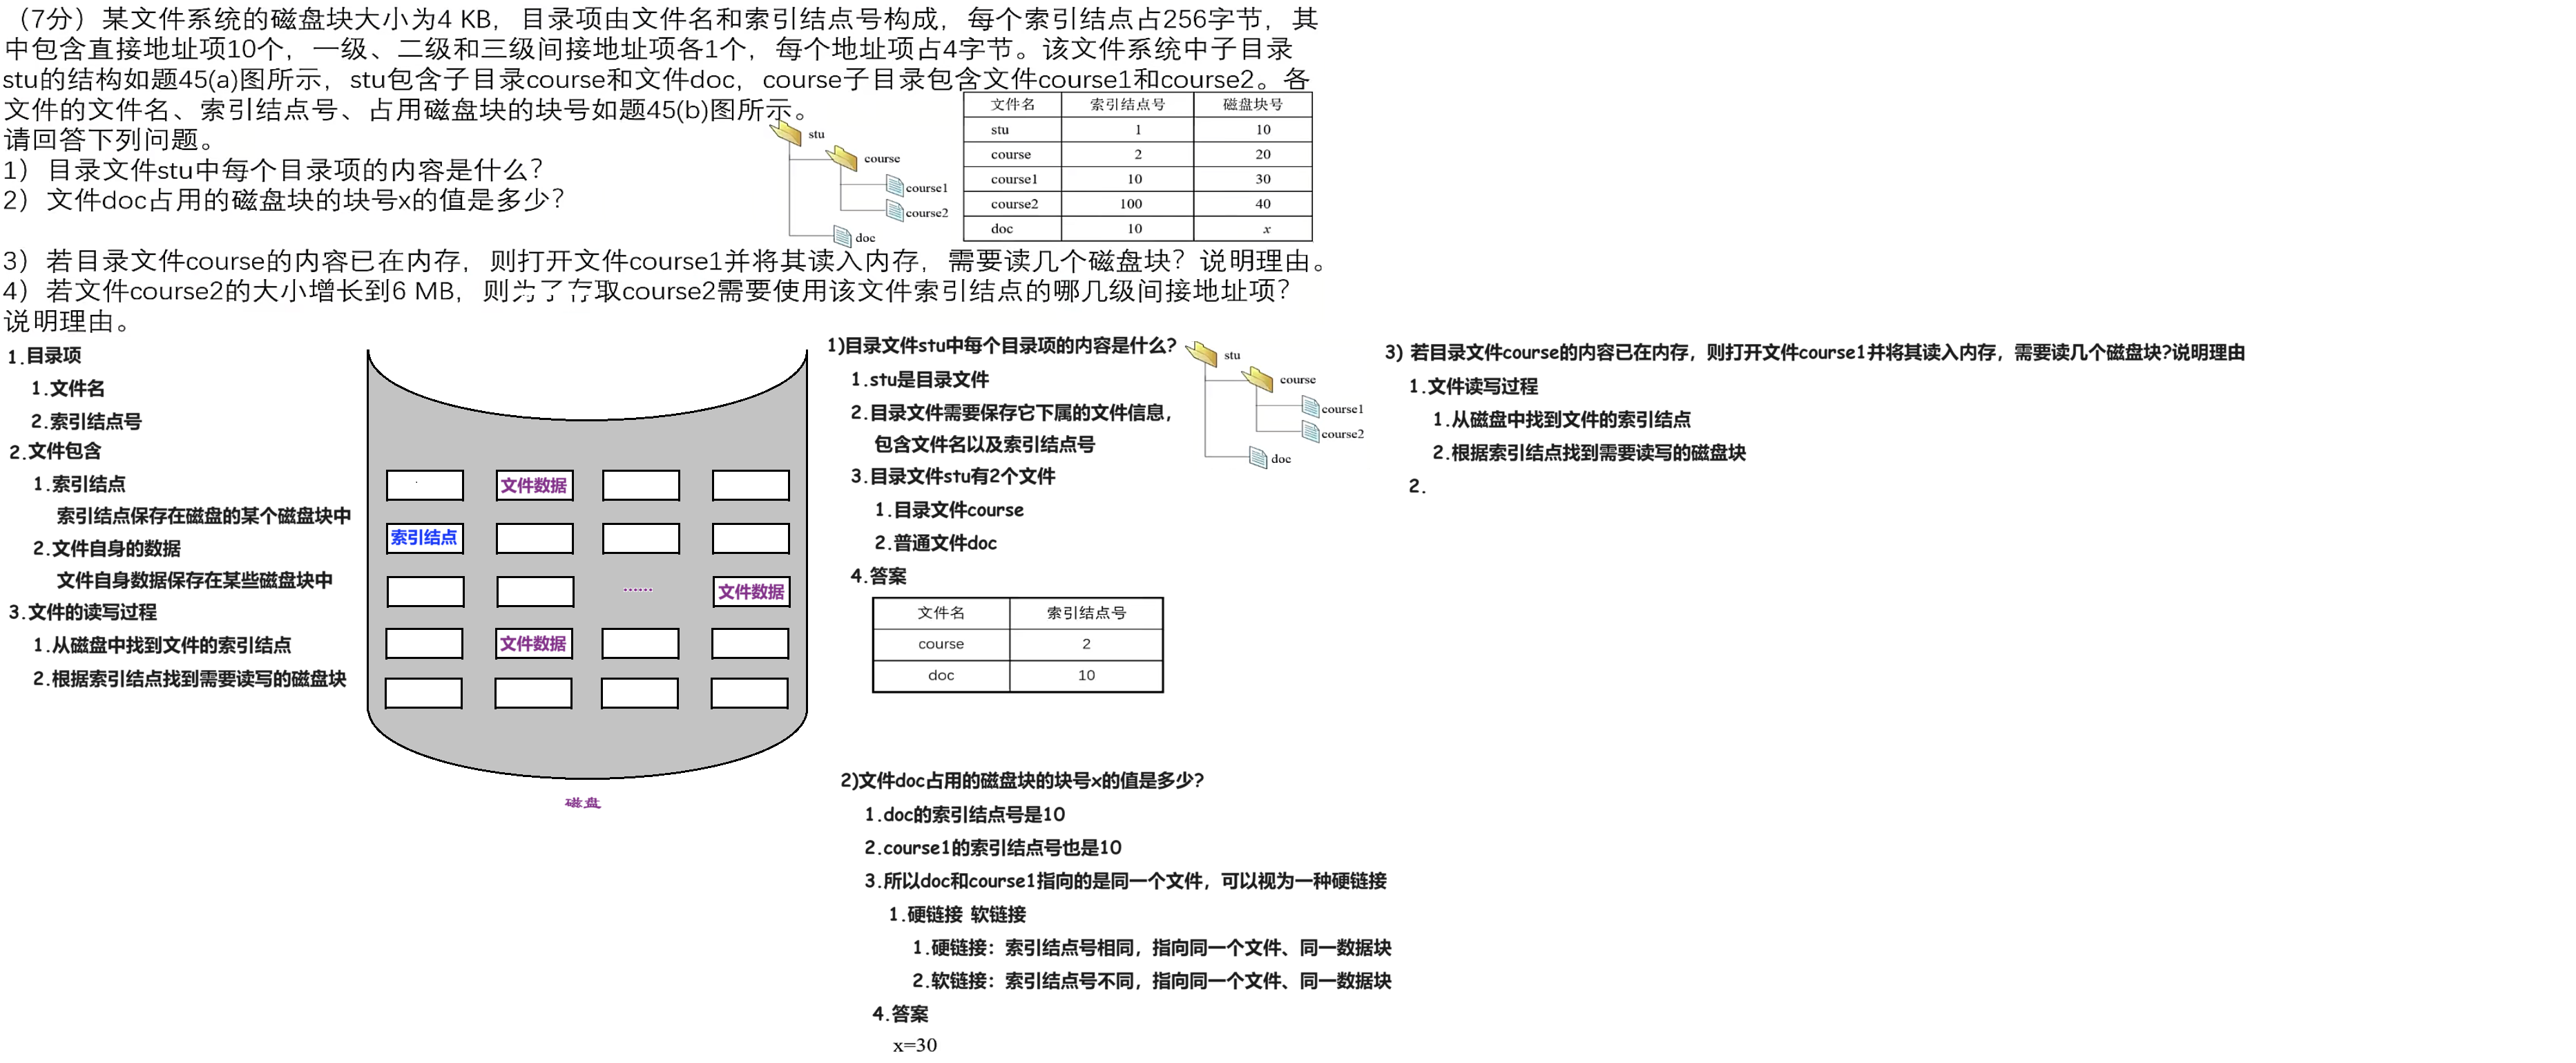 （7分）某文件系统的磁盘块大小为4 KB，目录项由文件名和索引结点号构成，每个索引结点占256字节，其
中包含直接地址项10个，一级、二级和三级间接地址项各1个，每个地址项占4字节。该文件系统中子目录
stu的结构如题45(a)图所示，stu包含子目录course和文件doc，course子目录包含文件course1和course2。各
文件的文件名、索引结点号、占用磁盘块的块号如题45(b)图所示。
请回答下列问题。
1）目录文件stu中每个目录项的内容是什么？
2）文件doc占用的磁盘块的块号x的值是多少？
stu
course
course1
course2
doc
文件名 索引结点号 磁盘块号
stu 1 10
course 2 20
course1 10 30
course2 100 40
doc 10 x
3）若目录文件course的内容已在内存，则打开文件course1并将其读入内存，需要读几个磁盘块？说明理由。
4）若文件course2的大小增长到6 MB，则为了存取course2需要使用该文件索引结点的哪几级间接地址项？
说明理由。
1.目录项
1.文件名
2.索引结点号
2.文件包含
1.索引结点
索引结点保存在磁盘的某个磁盘块中
2.文件自身的数据
文件自身数据保存在某些磁盘块中
3.文件的读写过程
1.从磁盘中找到文件的索引结点
2.根据索引结点找到需要读写的磁盘块
文件数据
索引结点
......
文件数据
文件数据
磁盘
1)目录文件stu中每个目录项的内容是什么?
1.stu是目录文件
2.目录文件需要保存它下属的文件信息，
包含文件名以及索引结点号
3.目录文件stu有2个文件
1.目录文件course
2.普通文件doc
4.答案
文件名 索引结点号
course 2
doc 10
stu
course
course1
course2
doc
2)文件doc占用的磁盘块的块号x的值是多少?
1.doc的索引结点号是10
2.course1的索引结点号也是10
3.所以doc和course1指向的是同一个文件，可以视为一种硬链接
1.硬链接 软链接
1.硬链接：索引结点号相同，指向同一个文件、同一数据块
2.软链接：索引结点号不同，指向同一个文件、同一数据块
4.答案
x=30
3) 若目录文件course的内容已在内存，则打开文件course1并将其读入内存，需要读几个磁盘块?说明理由
1.文件读写过程
1.从磁盘中找到文件的索引结点
2.根据索引结点找到需要读写的磁盘块
2.